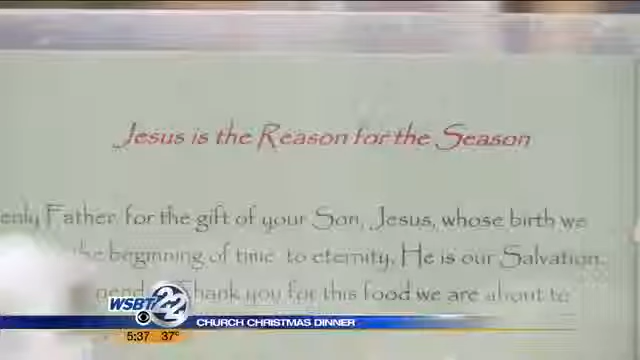 Jesus is the Reason for the Season
enly Father for the gift of your Son, Jesus, whose birth we
the beginning of time to eternity. He is our Salvation,
Thank you for this food we are about to
WSBT 22
5:37 37°
CHURCH CHRISTMAS DINNER